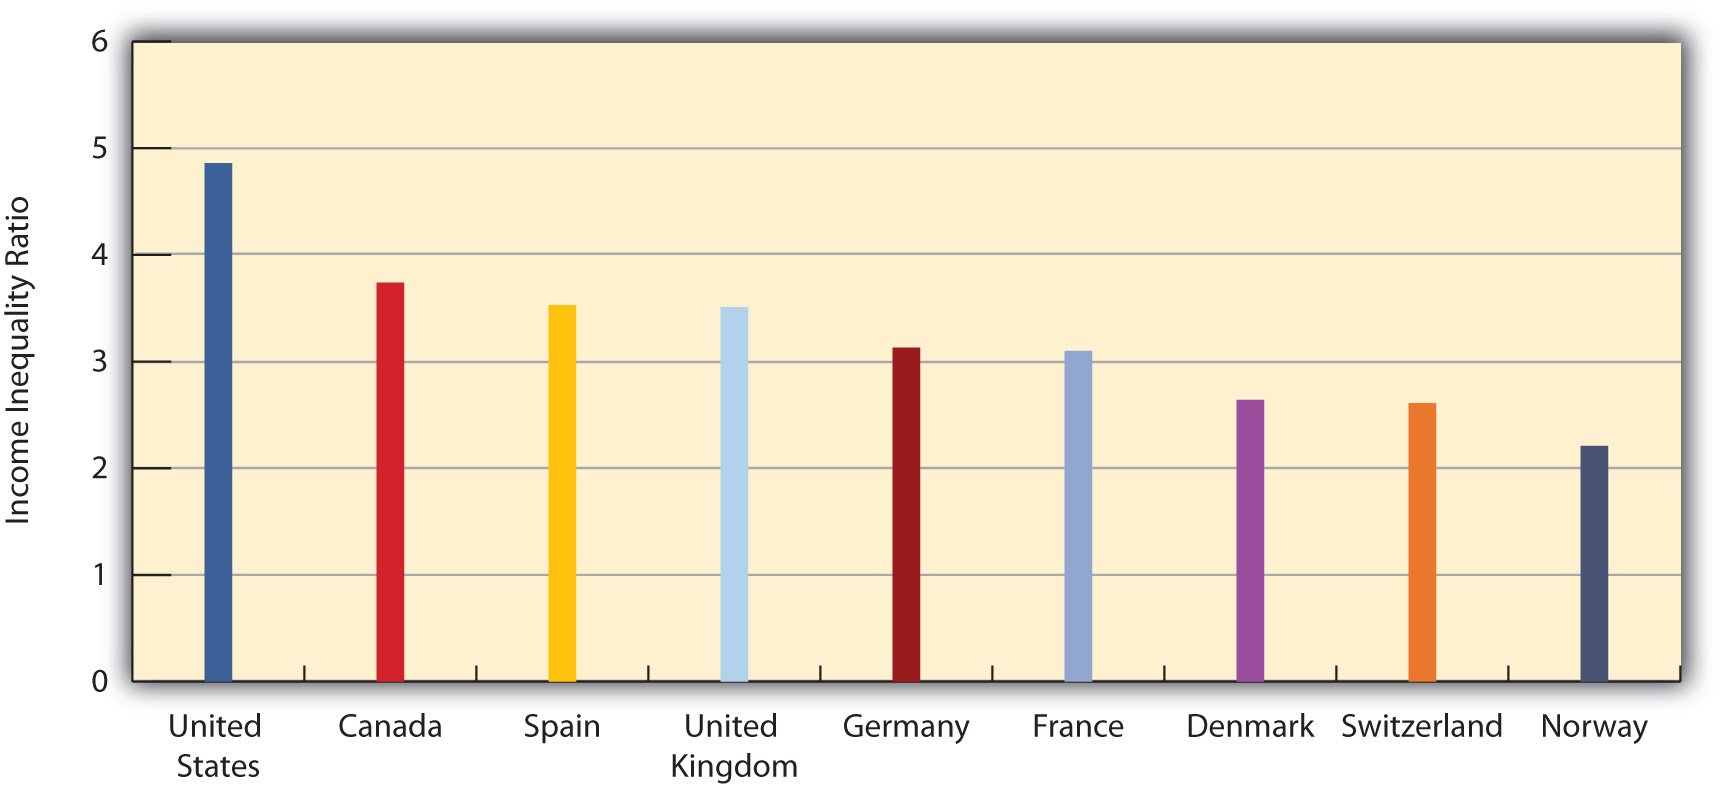 Income Inequality Ratio
6
5
4
3
2
1
0
United
States
Canada
Spain
United
Kingdom
Germany
France
Denmark
Switzerland
Norway